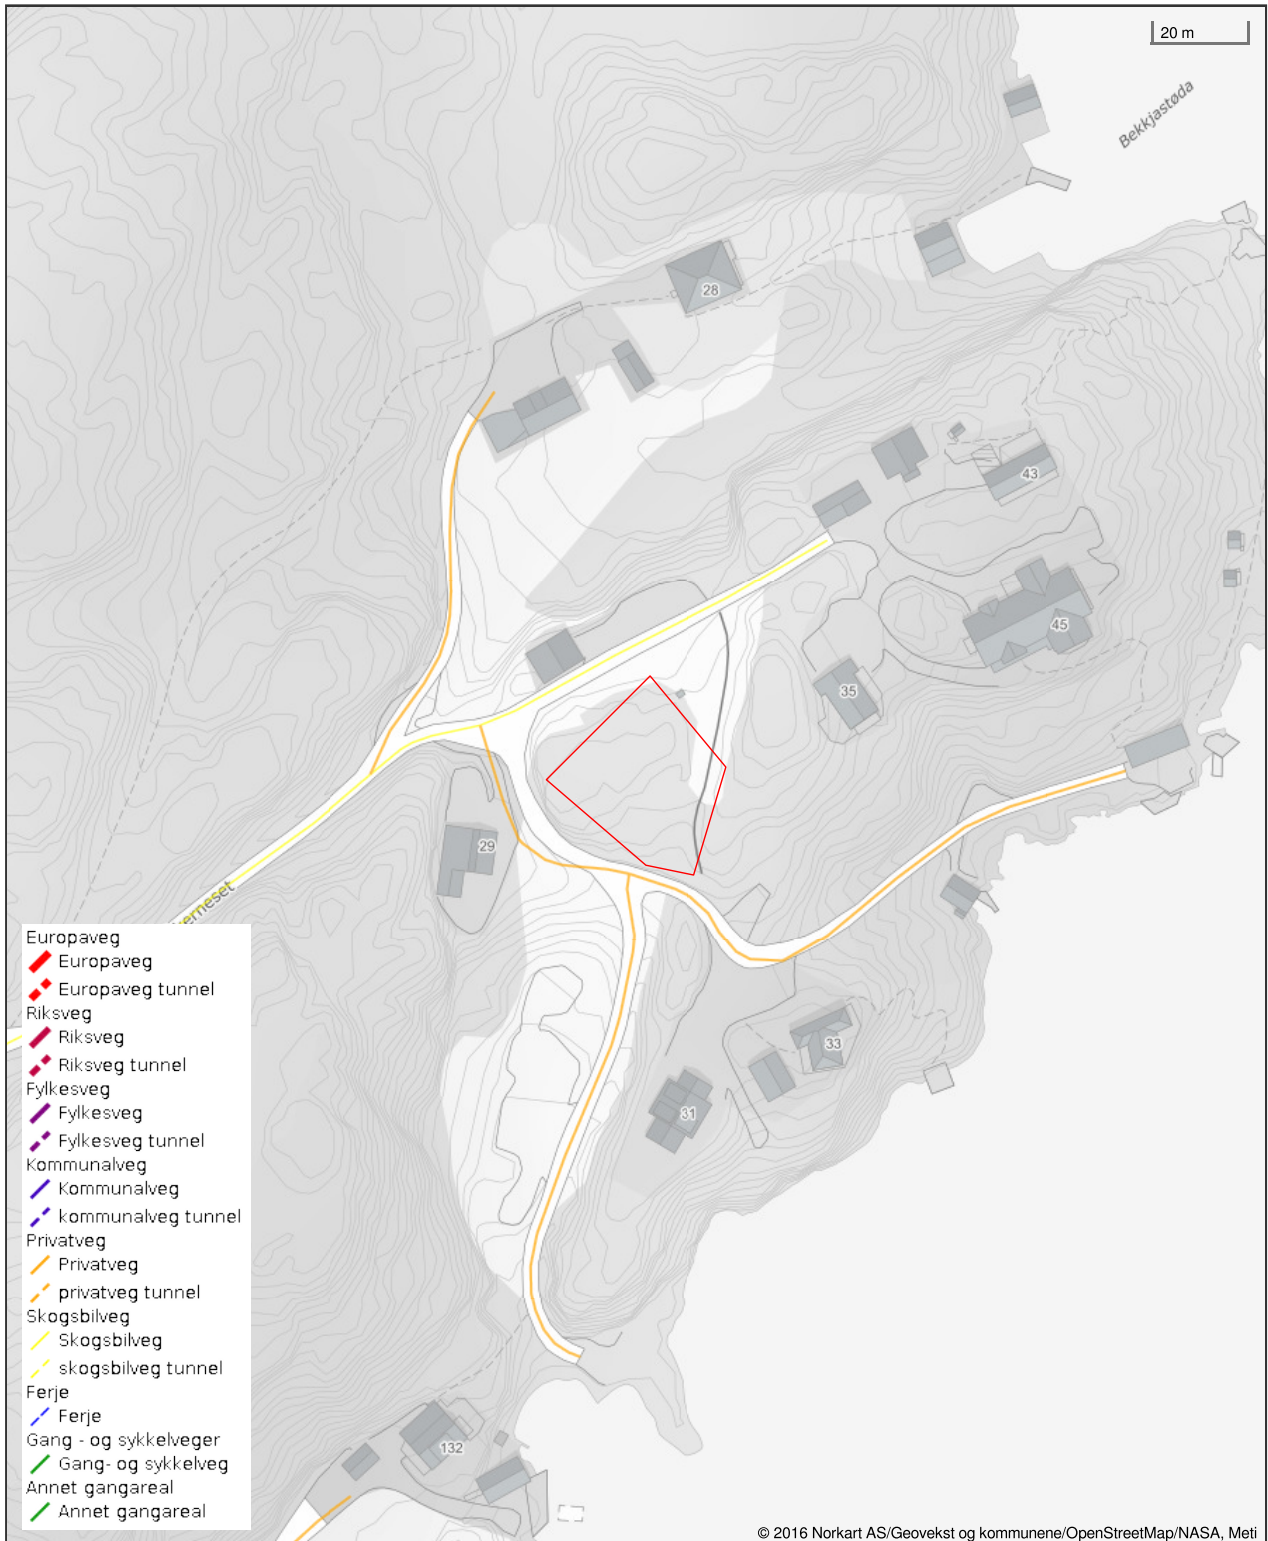 20 m
Bekkjastøda
28
43
45
35
29
erneset
33
31
132
Europaveg
Europaveg
Europaveg tunnel
Riksveg
Riksveg
Riksveg tunnel
Fylkesveg
Fylkesveg
Fylkesveg tunnel
Kommunalveg
Kommunalveg
kommunalveg tunnel
Privatveg
Privatveg
privatveg tunnel
Skogsbilveg
Skogsbilveg
skogsbilveg tunnel
Ferje
Ferje
Gang - og sykkelveger
Gang- og sykkelveg
Annet gangareal
Annet gangareal
© 2016 Norkart AS/Geovekst og kommunene/OpenStreetMap/NASA, Meti